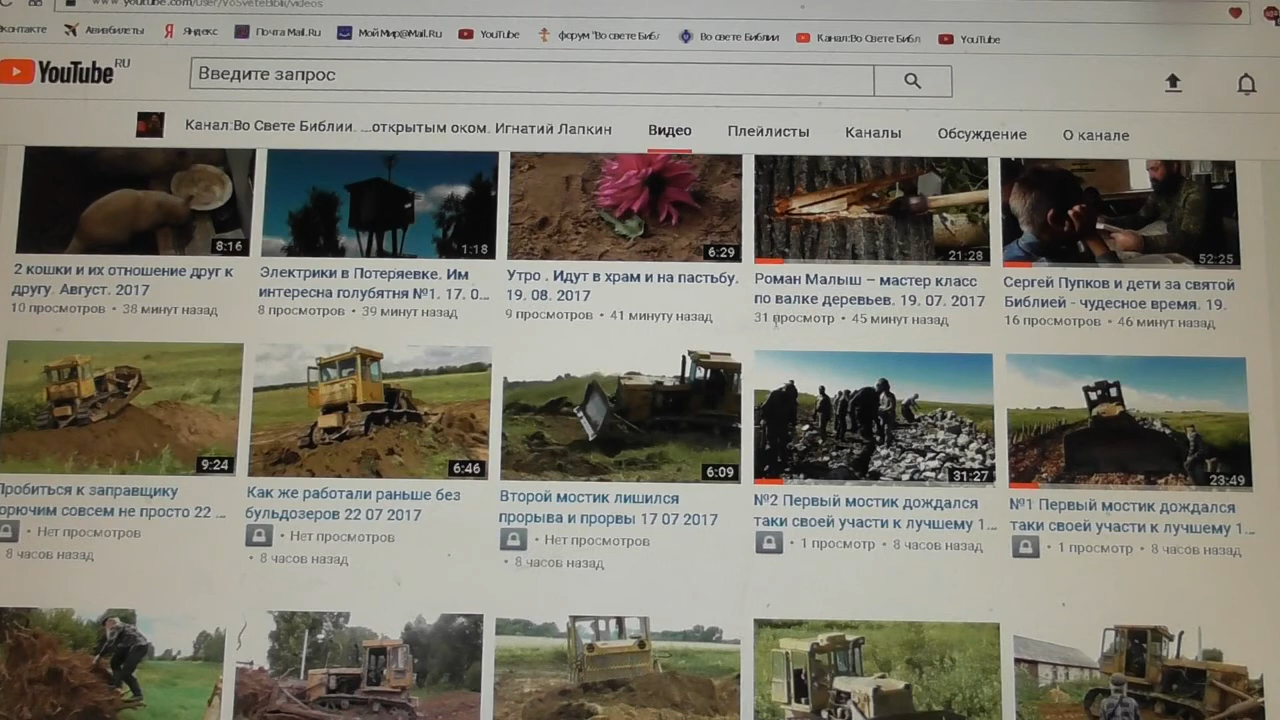 www youtube.com/user/VoSveteBiblii/videos
Контакте Авиабилеты Яндекс Почта Mail.Ru Мой Мир@Mail.Ru YouTube форум "Во свете Библ Во свете Библии Канал:Во Свете Библ YouTube
YouTube RU Введите запрос
Канал:Во Свете Библии. ...открытым оком. Игнатий Лапкин Видео Плейлисты Каналы Обсуждение О канале
8:16 1:18 6:29 21:28 52:25
2 кошки и их отношение друг к
другу. Август. 2017
10 просмотров • 38 минут назад
Электрики в Потеряевке. Им
интересна голубятня №1. 17. 0...
8 просмотров • 39 минут назад
Утро . Идут в храм и на пастьбу.
19. 08. 2017
9 просмотров • 41 минуту назад
Роман Малыш – мастер класс
по валке деревьев. 19. 07. 2017
31 просмотр • 45 минут назад
Сергей Пупков и дети за святой
Библией - чудесное время. 19.
16 просмотров • 46 минут назад
9:24 6:46 6:09 31:27 23:49
Пробиться к заправщику
орючим совсем не просто 22 ...
• Нет просмотров
8 часов назад
Как же работали раньше без
бульдозеров 22 07 2017
• Нет просмотров
• 8 часов назад
Второй мостик лишился
прорыва и прорвы 17 07 2017
• Нет просмотров
• 8 часов назад
№2 Первый мостик дождался
таки своей участи к лучшему 1...
• 1 просмотр • 8 часов назад
№1 Первый мостик дождался
таки своей участи к лучшему 1...
• 1 просмотр • 8 часов назад